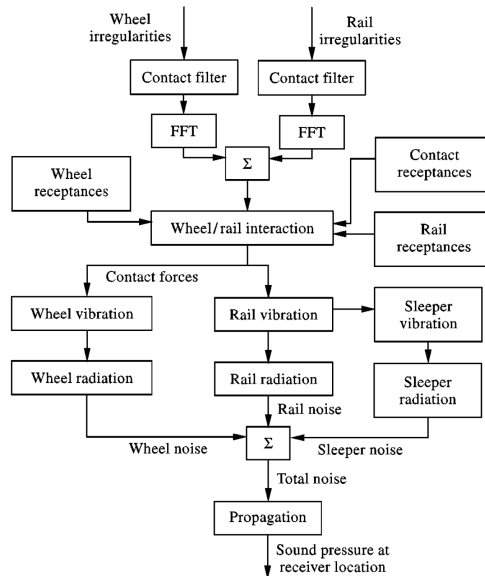 Wheel
irregularities
Rail
irregularities
Contact filter
Contact filter
FFT
FFT
Σ
Wheel
receptances
Contact
receptances
Wheel/rail interaction
Rail
receptances
Contact forces
Wheel vibration
Rail vibration
Sleeper
vibration
Wheel radiation
Rail radiation
Sleeper
radiation
Rail noise
Wheel noise
Σ
Sleeper noise
Total noise
Propagation
Sound pressure at
receiver location